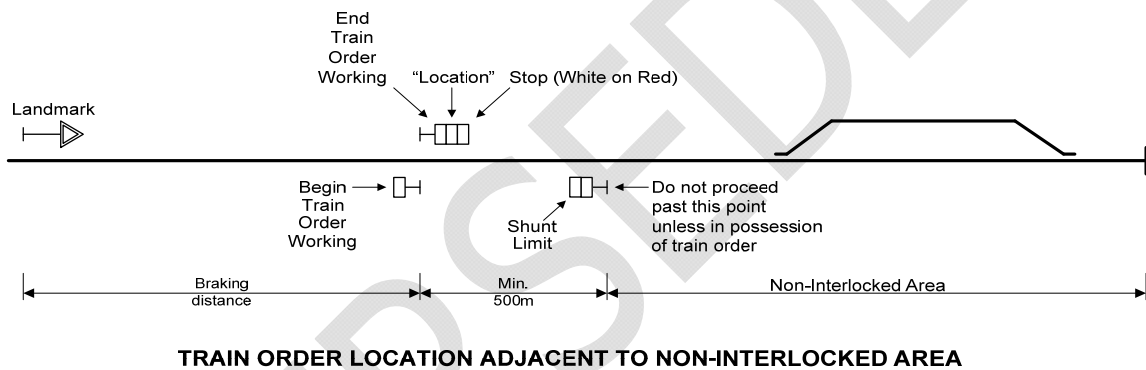 End
Train
Order
Working
"Location"
Stop (White on Red)
Landmark
Begin
Train
Order
Working
Shunt
Limit
Do not proceed
past this point
unless in possession
of train order
Braking
distance
Min.
500m
Non-Interlocked Area
TRAIN ORDER LOCATION ADJACENT TO NON-INTERLOCKED AREA